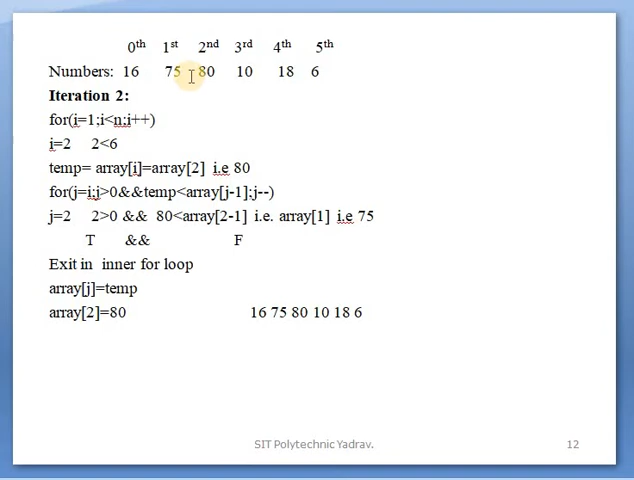 0th 1st 2nd 3rd 4th 5th
Numbers: 16 75 80 10 18 6
Iteration 2:
for(i=1;i<n;i++)
i=2 2<6
temp= array[i]=array[2] i.e 80
for(j=i;j>0&&temp<array[j-1];j--)
j=2 2>0 && 80<array[2-1] i.e. array[1] i.e 75
T && F
Exit in inner for loop
array[j]=temp
array[2]=80 16 75 80 10 18 6
SIT Polytechnic Yadrav. 12